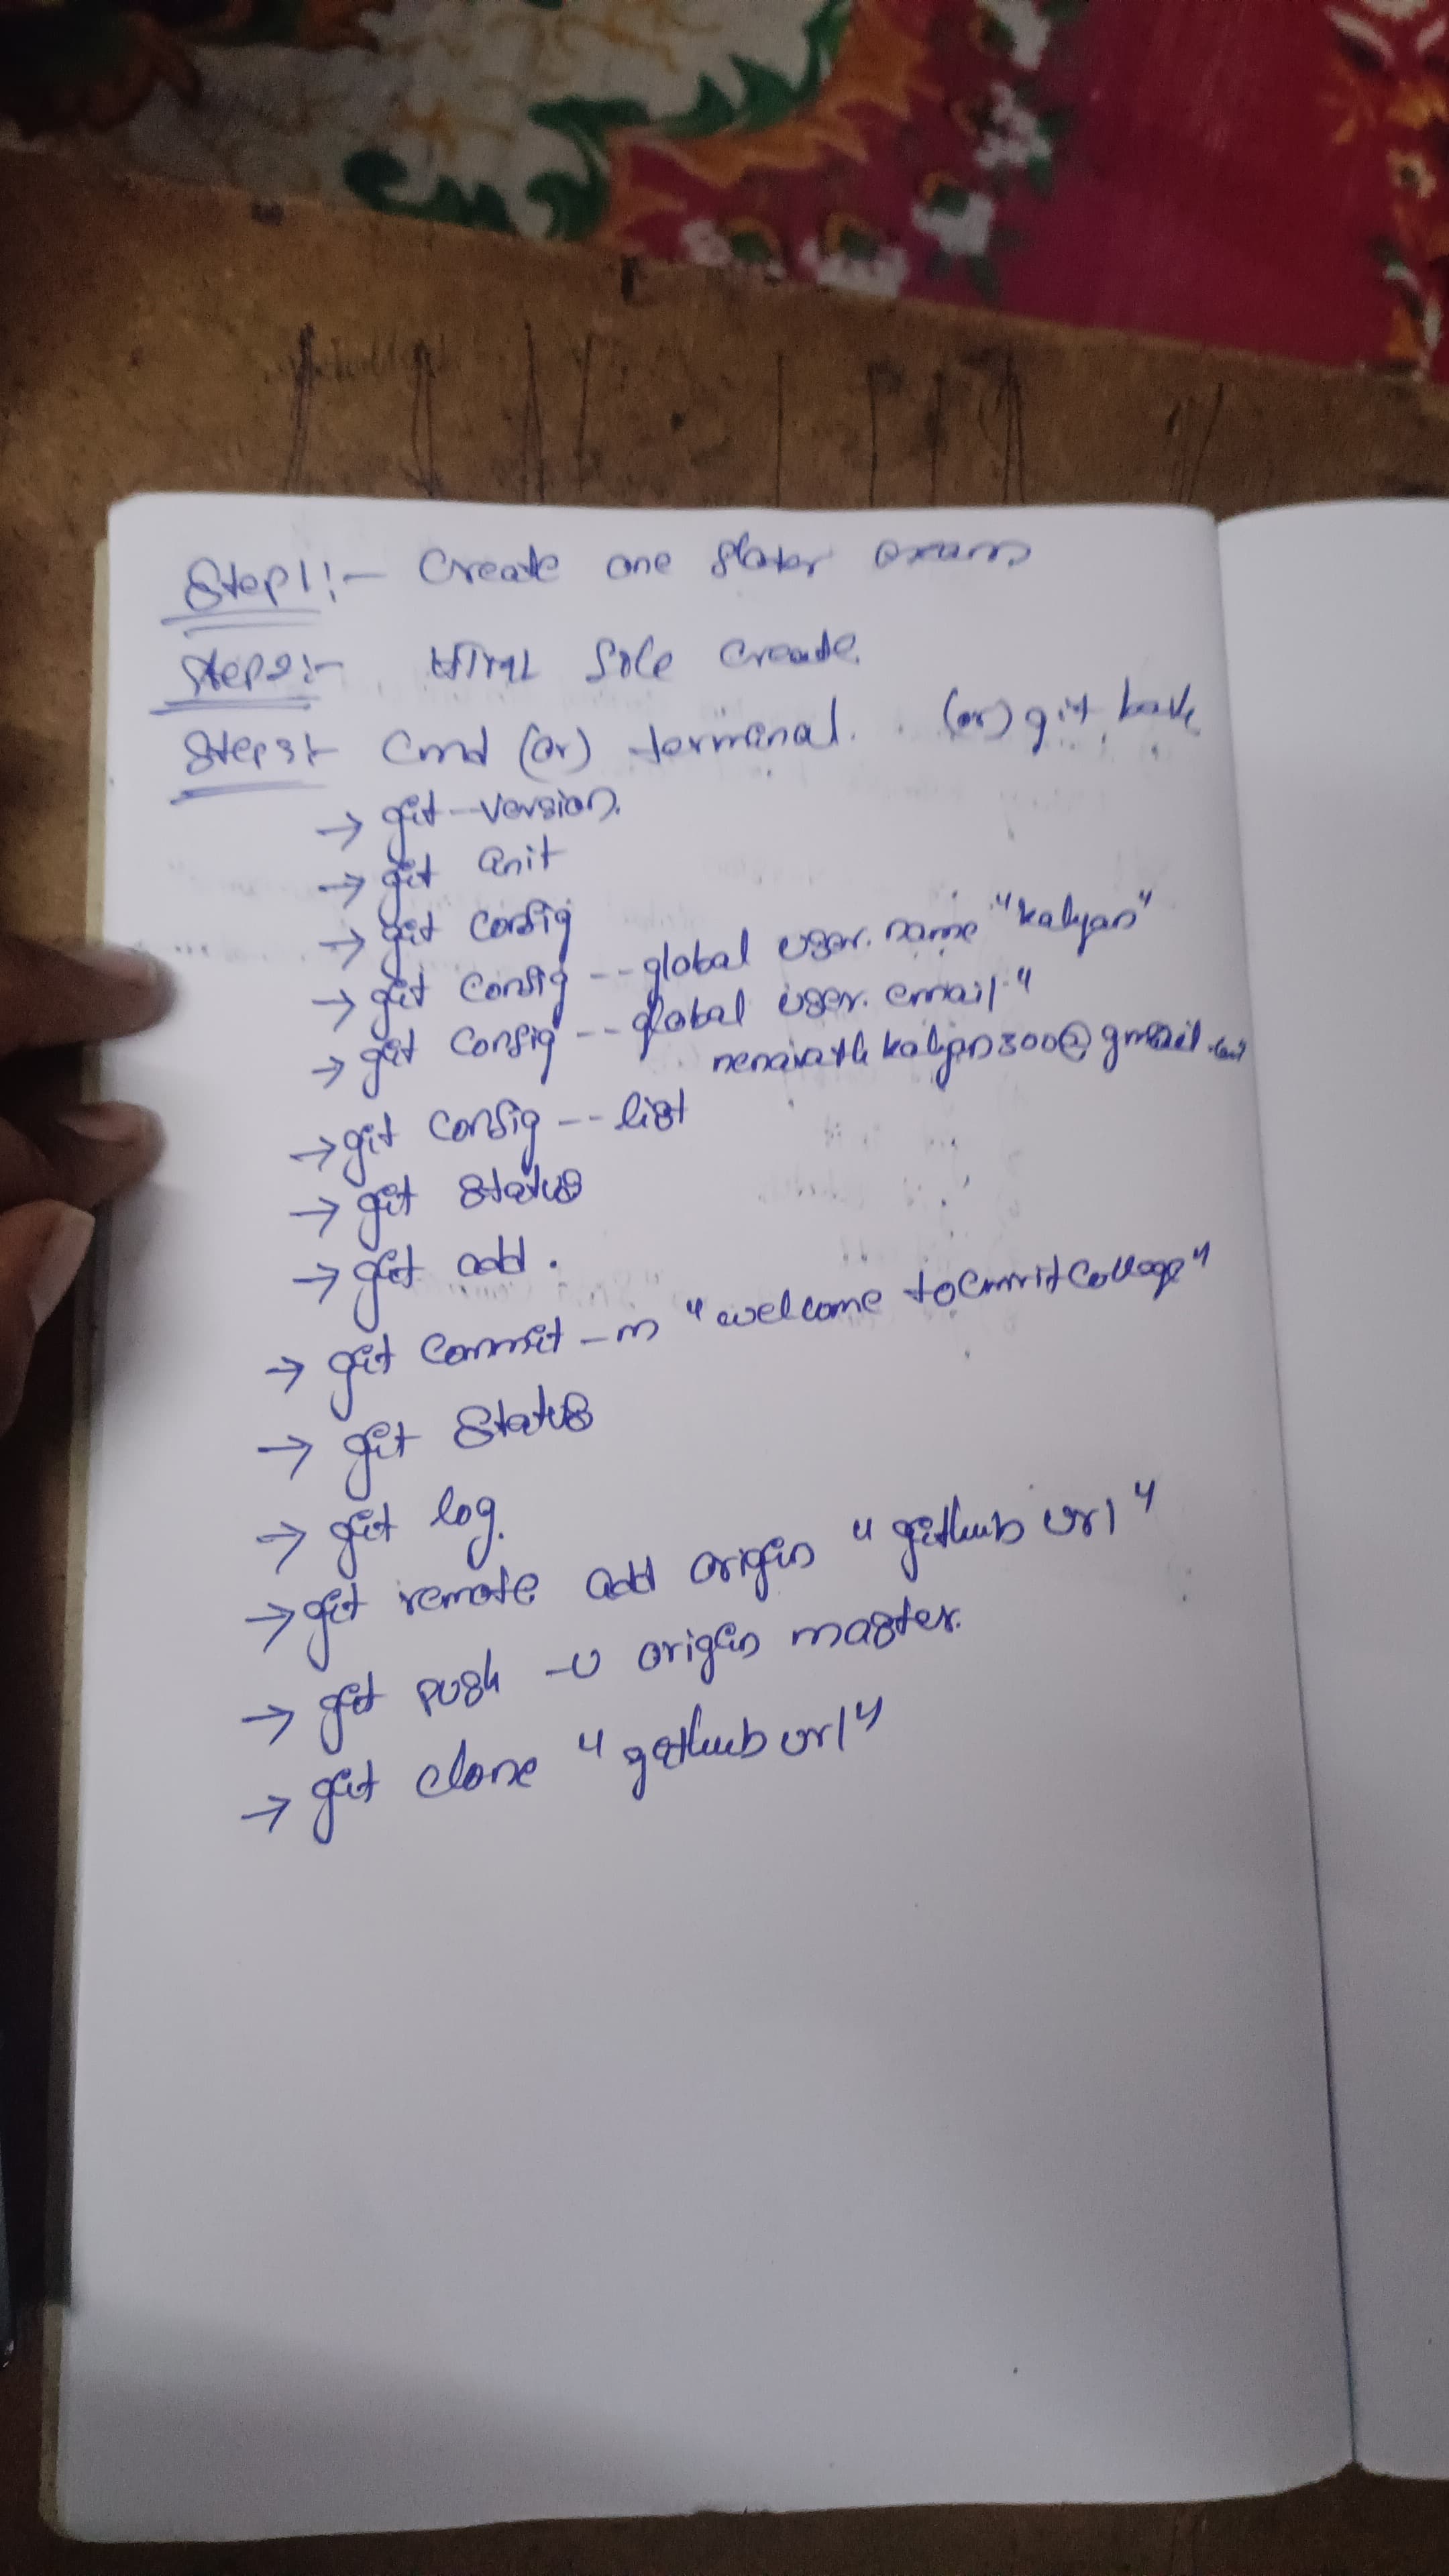 Step1:- Create one folder
Step2:- HTML file create.
Step3:- Cmd (or) terminal. (or) git bash
→ git --version.
→ git init
→ git config
→ git config --global user.name "kalyan"
→ git config --global user.email "
nenavathkalyan300@gmail.com
→ git config --list
→ git status
→ git add .
→ git commit -m "welcome to cmrit college"
→ git status
→ git log.
→ git remote add origin "github url"
→ git push -u origin master.
→ git clone "github url"